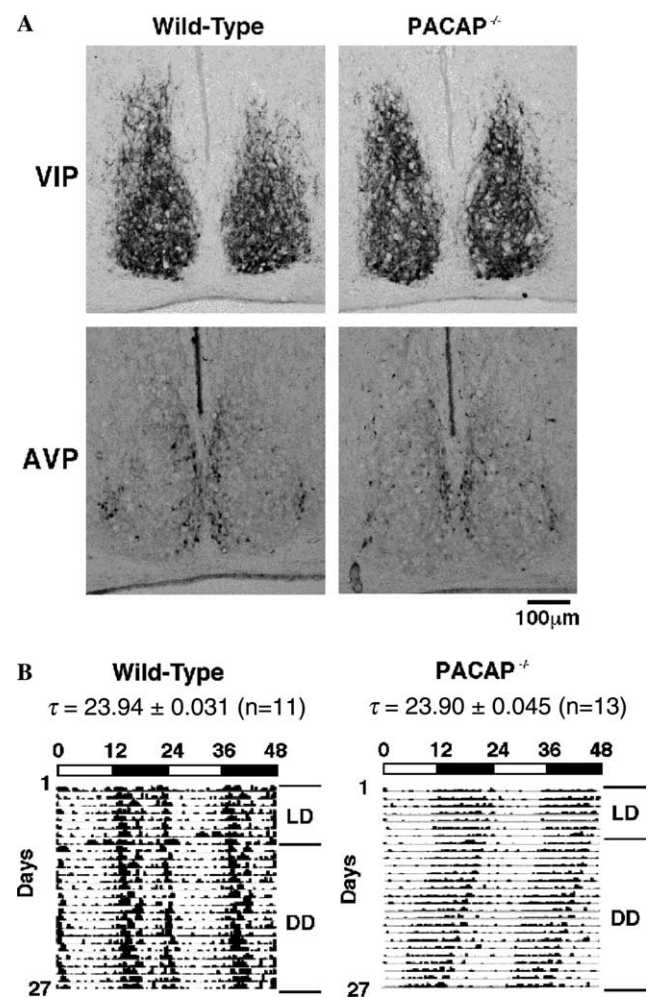 A
Wild-Type
PACAP-/-
VIP
AVP
100μm
B
Wild-Type
PACAP-/-
τ = 23.94 ± 0.031 (n=11)
τ = 23.90 ± 0.045 (n=13)
0 12 24 36 48
0 12 24 36 48
1
LD
1
LD
Days
DD
Days
DD
27
27